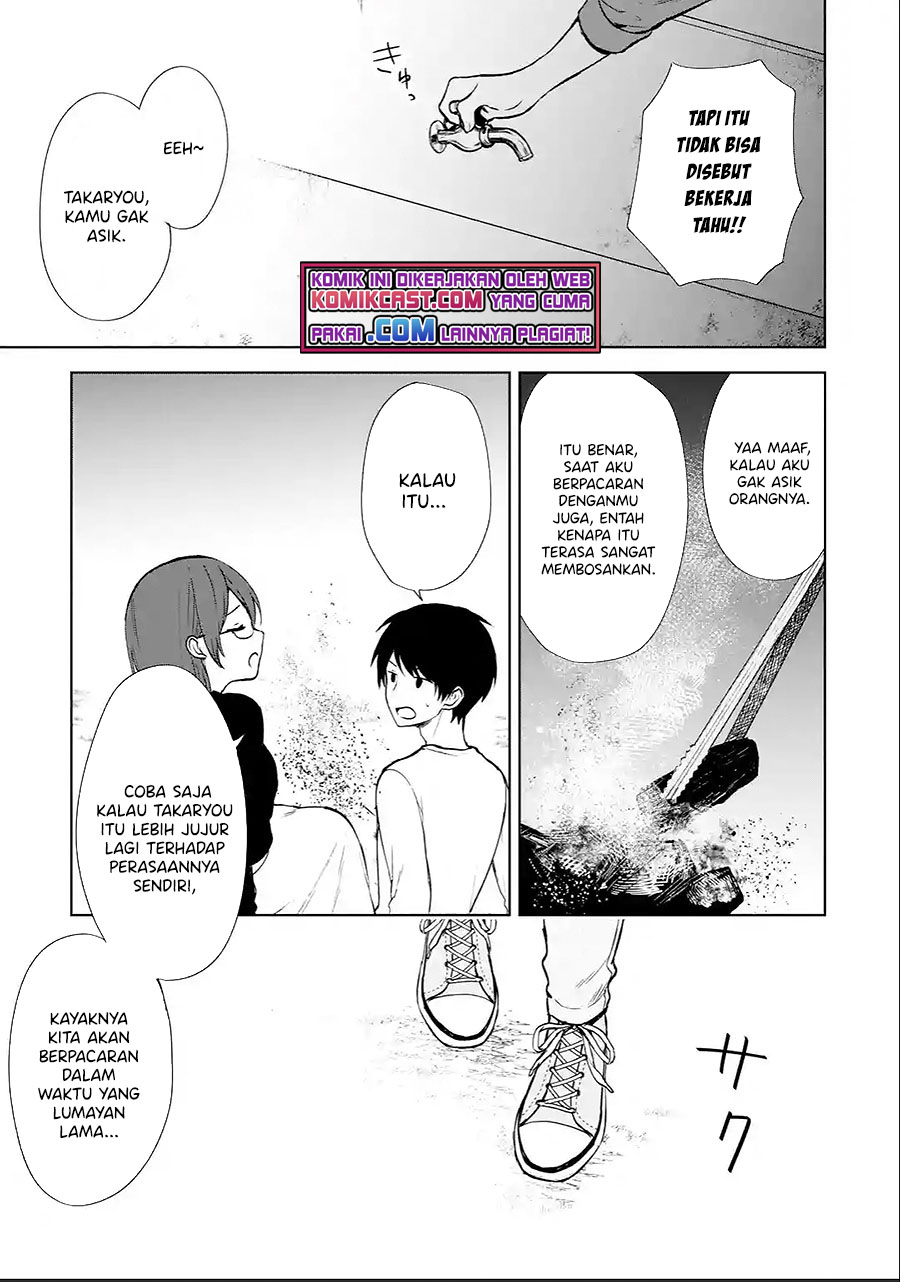 TAPI ITU
TIDAK BISA
DISEBUT
BEKERJA
TAHU!!
きゅっ
EEH~
TAKARYOU,
KAMU GAK
ASIK.
KOMIK INI DIKERJAKAN OLEH WEB
KOMIKCAST.COM YANG CUMA
PAKAI .COM LAINNYA PLAGIAT!
YAA MAAF,
KALAU AKU
GAK ASIK
ORANGNYA.
ITU BENAR,
SAAT AKU
BERPACARAN
DENGANMU
JUGA, ENTAH
KENAPA ITU
TERASA SANGAT
MEMBOSANKAN.
KALAU
ITU...
COBA SAJA
KALAU TAKARYOU
ITU LEBIH JUJUR
LAGI TERHADAP
PERASAANNYA
SENDIRI,
KAYAKNYA
KITA AKAN
BERPACARAN
DALAM
WAKTU YANG
LUMAYAN
LAMA...
サク